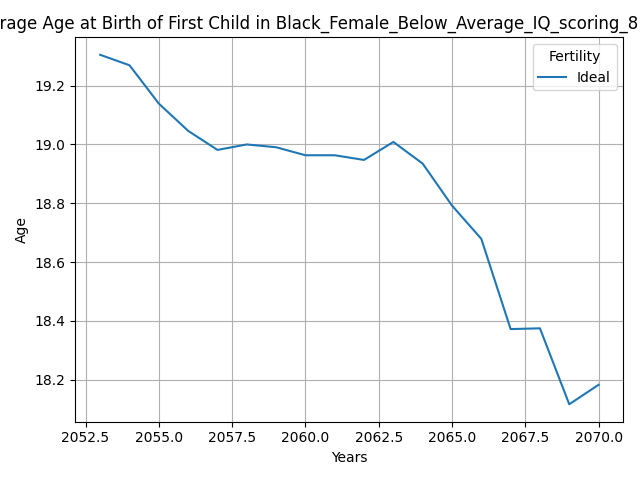 rage Age at Birth of First Child in Black_Female_Below_Average_IQ_scoring_8
Fertility
Ideal
19.2
19.0
18.8
18.6
18.4
18.2
Age
2052.5 2055.0 2057.5 2060.0 2062.5 2065.0 2067.5 2070.0
Years